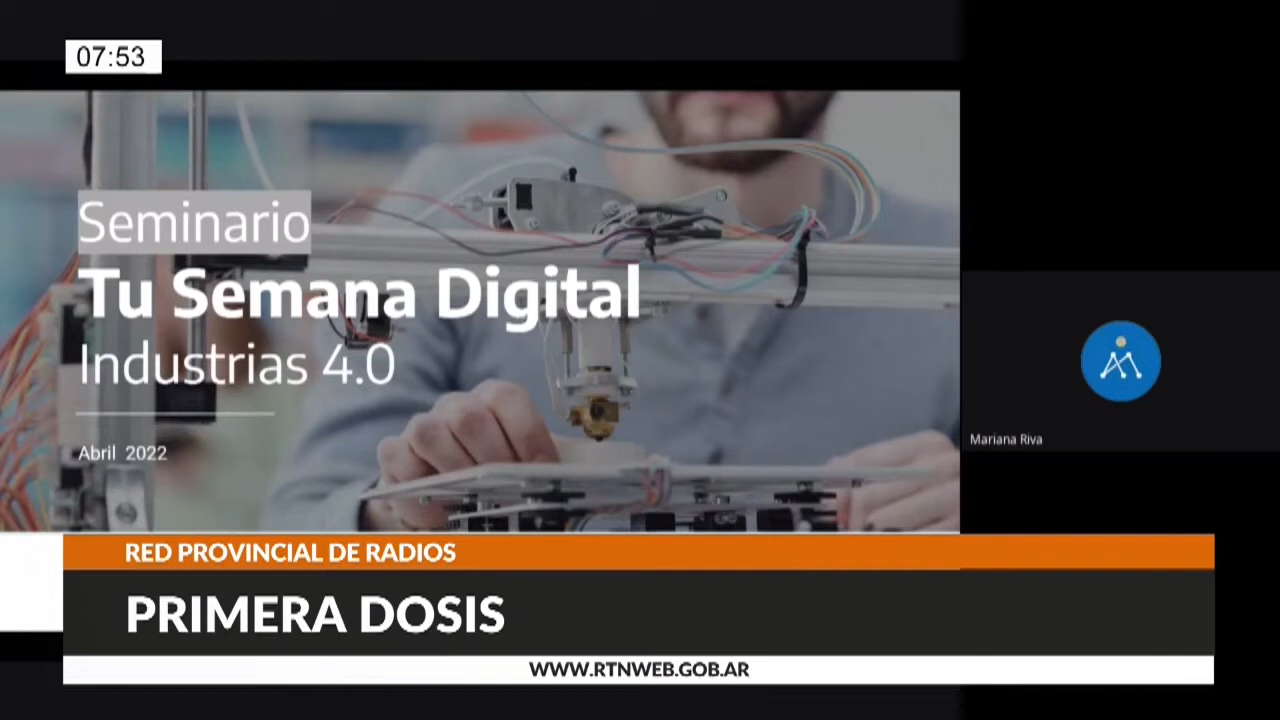 07:53
Seminario
Tu Semana Digital
Industrias 4.0
Abril 2022
Mariana Riva
RED PROVINCIAL DE RADIOS
PRIMERA DOSIS
WWW.RTNWEB.GOB.AR